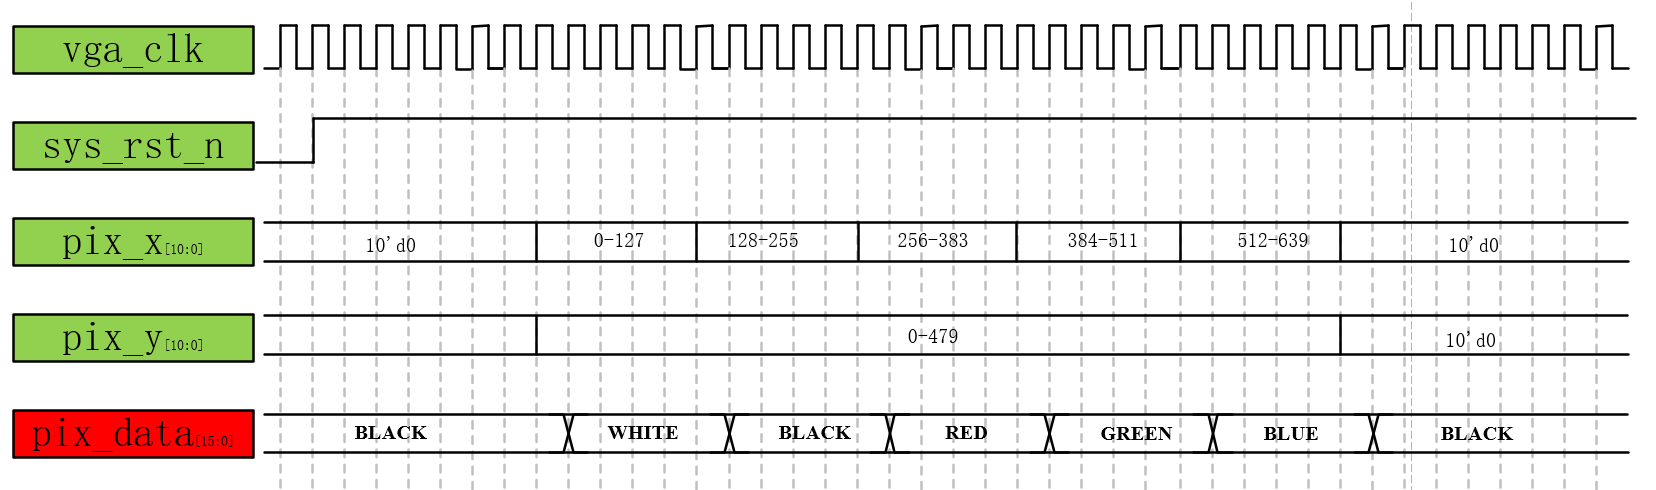 vga_clk
sys_rst_n
pix_x[10:0] 10'd0 0-127 128-255 256-383 384-511 512-639 10'd0
pix_y[10:0] 0-479 10'd0
pix_data[15:0] BLACK WHITE BLACK RED GREEN BLUE BLACK